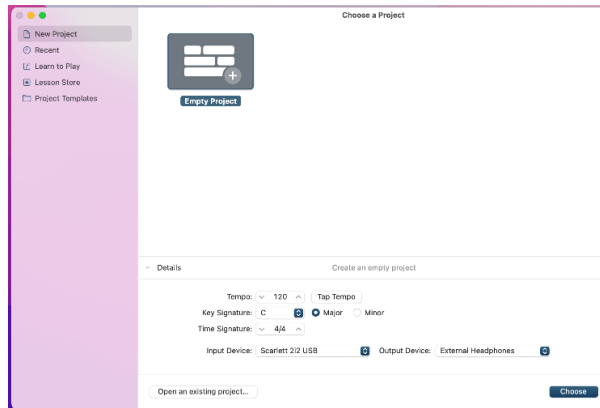 Choose a Project
New Project
Recent
Learn to Play
Lesson Store
Project Templates
Empty Project
Details
Create an empty project
Tempo: 120 Tap Tempo
Key Signature: C Major Minor
Time Signature: 4/4
Input Device: Scarlett 2i2 USB Output Device: External Headphones
Open an existing project... Choose